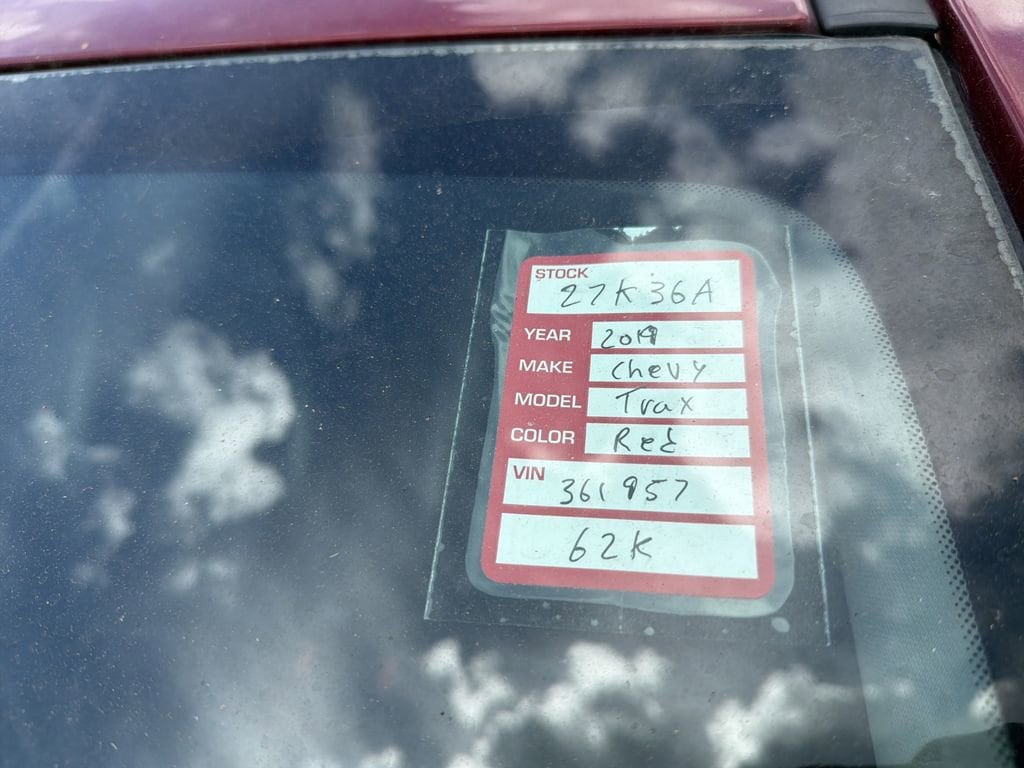 STOCK
27K36A
YEAR 2019
MAKE Chevy
MODEL Trax
COLOR Red
VIN
361957
62K